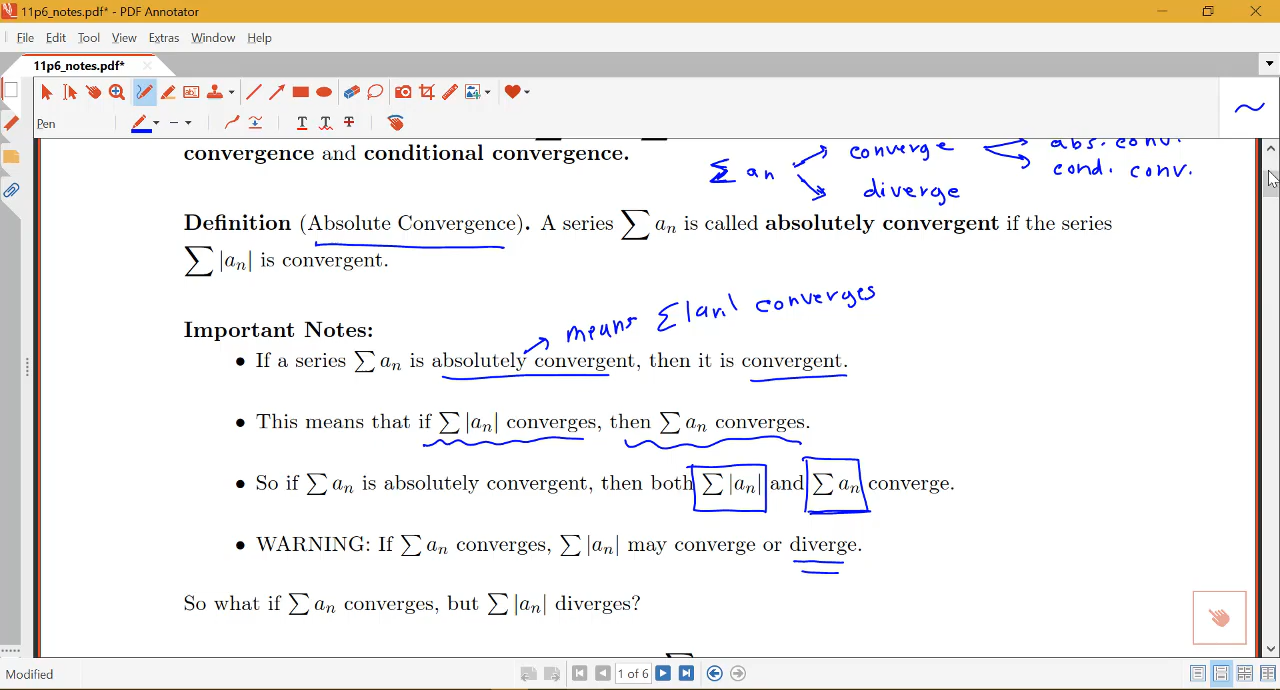 11p6_notes.pdf* - PDF Annotator
File Edit Tool View Extras Window Help
11p6_notes.pdf*
Pen
convergence and conditional convergence.
∑ an converge abs. conv.
diverge cond. conv.
Definition (Absolute Convergence). A series ∑ aₙ is called absolutely convergent if the series
∑ |aₙ| is convergent.
means ∑ |an| converges
Important Notes:
• If a series ∑ aₙ is absolutely convergent, then it is convergent.
• This means that if ∑ |aₙ| converges, then ∑ aₙ converges.
• So if ∑ aₙ is absolutely convergent, then both ∑ |aₙ| and ∑ aₙ converge.
• WARNING: If ∑ aₙ converges, ∑ |aₙ| may converge or diverge.
So what if ∑ aₙ converges, but ∑ |aₙ| diverges?
Modified
1 of 6